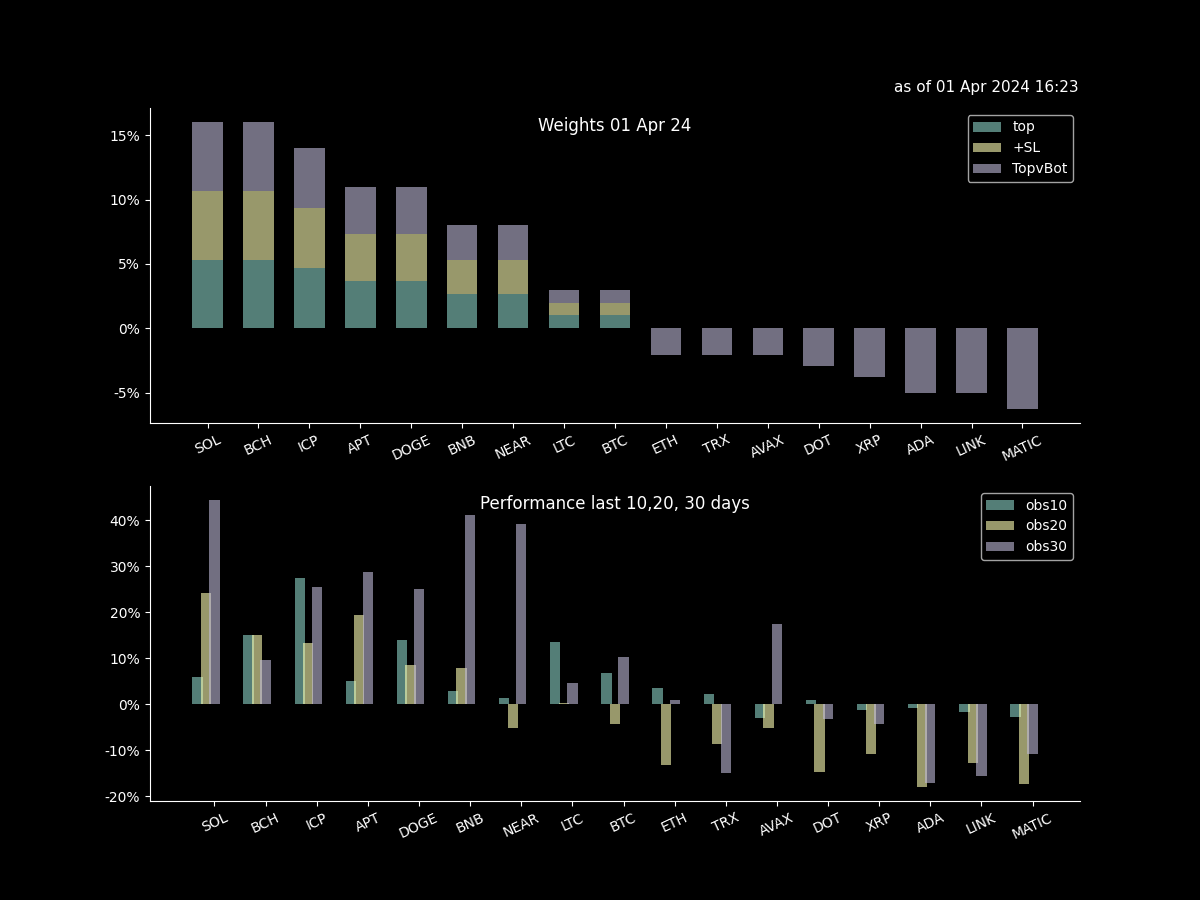 as of 01 Apr 2024 16:23
Weights 01 Apr 24
top
+SL
TopvBot
15%
10%
5%
0%
-5%
SOL BCH ICP APT DOGE BNB NEAR LTC BTC ETH TRX AVAX DOT XRP ADA LINK MATIC
Performance last 10,20, 30 days
obs10
obs20
obs30
40%
30%
20%
10%
0%
-10%
-20%
SOL BCH ICP APT DOGE BNB NEAR LTC BTC ETH TRX AVAX DOT XRP ADA LINK MATIC